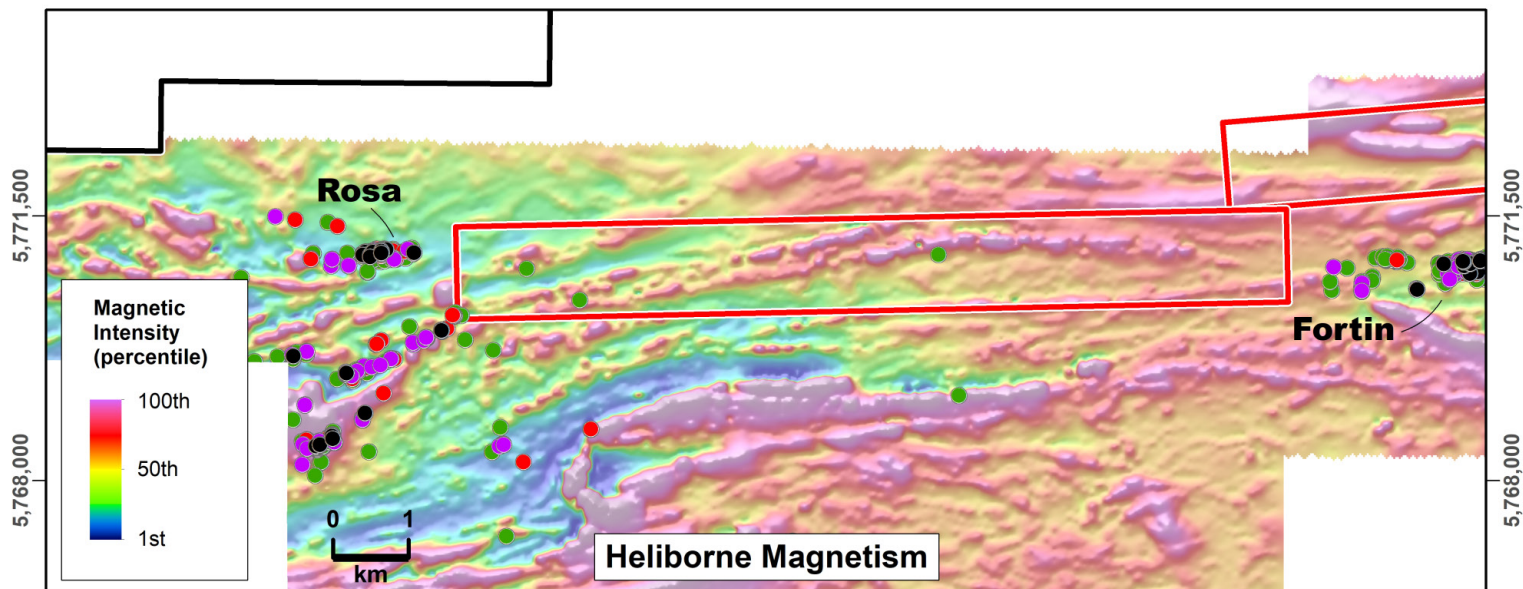 Rosa
5,771,500
5,771,500
Fortin
Magnetic
Intensity
(percentile)
100th
50th
1st
5,768,000
5,768,000
0 1
km
Heliborne Magnetism